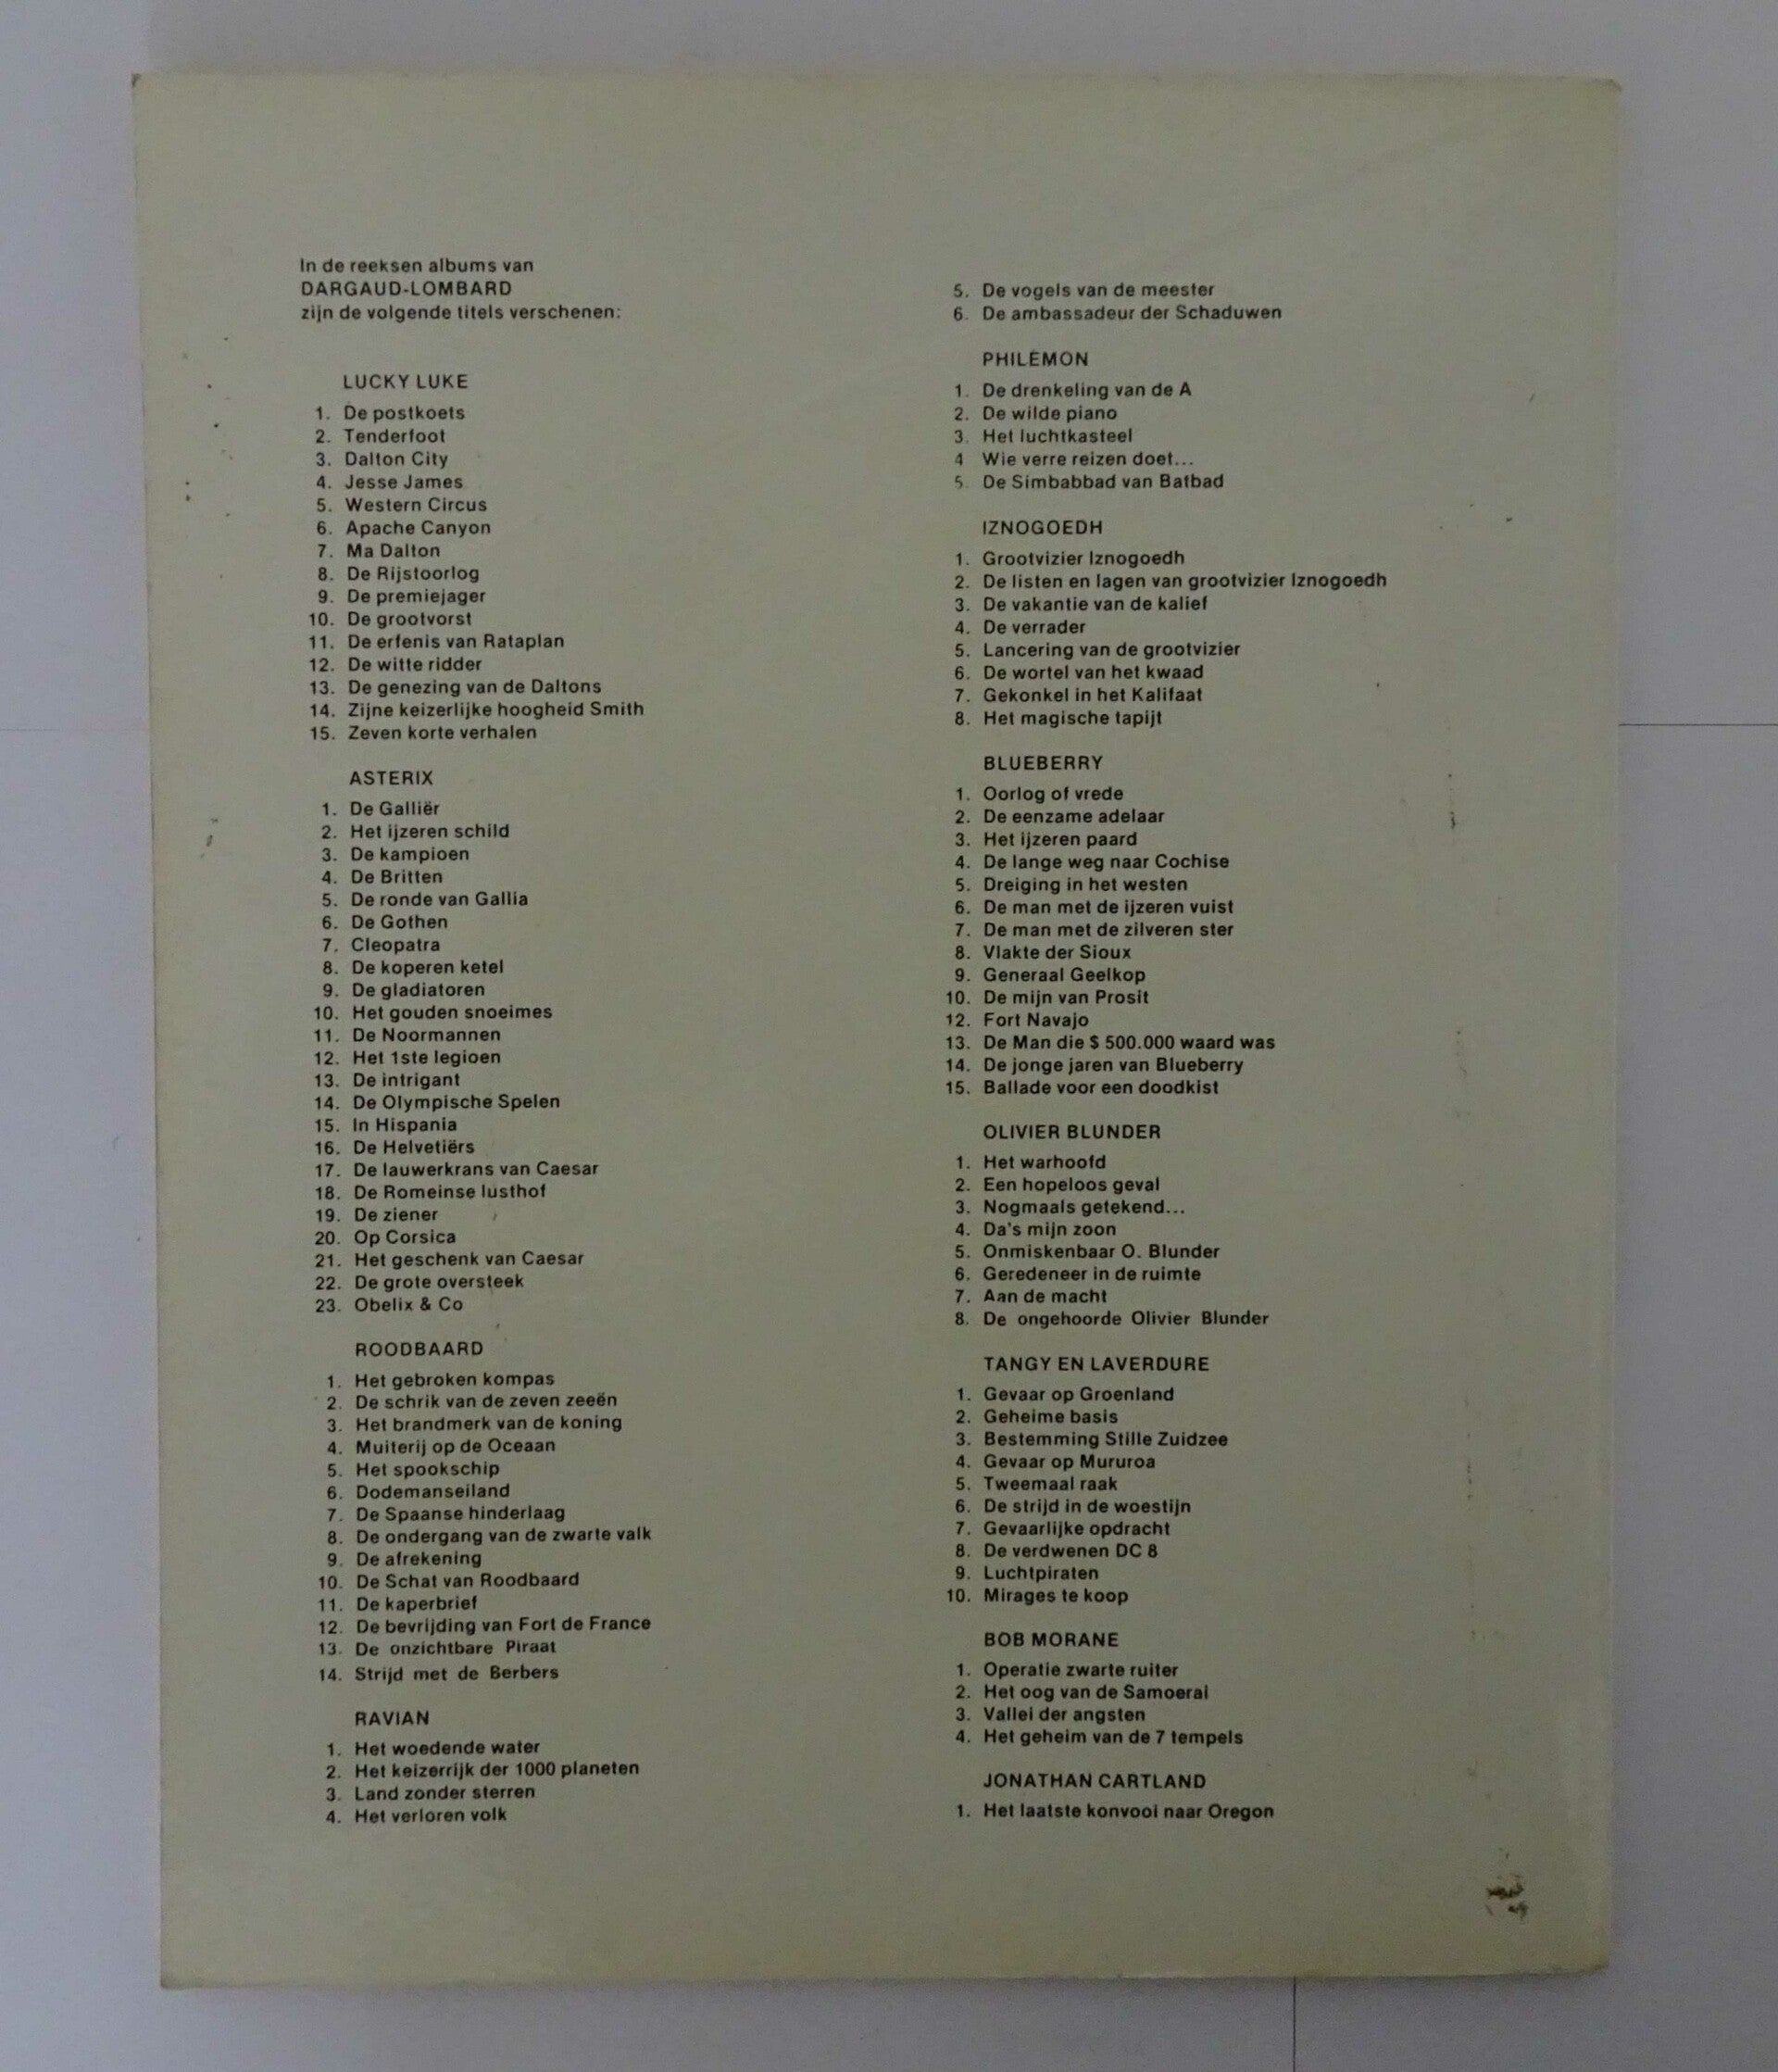 In de reeksen albums van
DARGAUD-LOMBARD
zijn de volgende titels verschenen:
LUCKY LUKE
1. De postkoets
2. Tenderfoot
3. Dalton City
4. Jesse James
5. Western Circus
6. Apache Canyon
7. Ma Dalton
8. De Rijstoorlog
9. De premiejager
10. De grootvorst
11. De erfenis van Rataplan
12. De witte ridder
13. De genezing van de Daltons
14. Zijne keizerlijke hoogheid Smith
15. Zeven korte verhalen
ASTERIX
1. De Galliër
2. Het ijzeren schild
3. De kampioen
4. De Britten
5. De ronde van Gallia
6. De Gothen
7. Cleopatra
8. De koperen ketel
9. De gladiatoren
10. Het gouden snoeimes
11. De Noormannen
12. Het 1ste legioen
13. De intrigant
14. De Olympische Spelen
15. In Hispania
16. De Helvetiërs
17. De lauwerkrans van Caesar
18. De Romeinse lusthof
19. De ziener
20. Op Corsica
21. Het geschenk van Caesar
22. De grote oversteek
23. Obelix & Co
ROODBAARD
1. Het gebroken kompas
2. De schrik van de zeven zeeën
3. Het brandmerk van de koning
4. Muiterij op de Oceaan
5. Het spookschip
6. Dodemanseiland
7. De Spaanse hinderlaag
8. De ondergang van de zwarte valk
9. De afrekening
10. De Schat van Roodbaard
11. De kaperbrief
12. De bevrijding van Fort de France
13. De onzichtbare Piraat
14. Strijd met de Berbers
RAVIAN
1. Het woedende water
2. Het keizerrijk der 1000 planeten
3. Land zonder sterren
4. Het verloren volk
5. De vogels van de meester
6. De ambassadeur der Schaduwen
PHILÉMON
1. De drenkeling van de A
2. De wilde piano
3. Het luchtkasteel
4 Wie verre reizen doet...
5. De Simbabbad van Batbad
IZNOGOEDH
1. Grootvizier Iznogoedh
2. De listen en lagen van grootvizier Iznogoedh
3. De vakantie van de kalief
4. De verrader
5. Lancering van de grootvizier
6. De wortel van het kwaad
7. Gekonkel in het Kalifaat
8. Het magische tapijt
BLUEBERRY
1. Oorlog of vrede
2. De eenzame adelaar
3. Het ijzeren paard
4. De lange weg naar Cochise
5. Dreiging in het westen
6. De man met de ijzeren vuist
7. De man met de zilveren ster
8. Vlakte der Sioux
9. Generaal Geelkop
10. De mijn van Prosit
12. Fort Navajo
13. De Man die $ 500.000 waard was
14. De jonge jaren van Blueberry
15. Ballade voor een doodkist
OLIVIER BLUNDER
1. Het warhoofd
2. Een hopeloos geval
3. Nogmaals getekend...
4. Da's mijn zoon
5. Onmiskenbaar O. Blunder
6. Geredeneer in de ruimte
7. Aan de macht
8. De ongehoorde Olivier Blunder
TANGY EN LAVERDURE
1. Gevaar op Groenland
2. Geheime basis
3. Bestemming Stille Zuidzee
4. Gevaar op Mururoa
5. Tweemaal raak
6. De strijd in de woestijn
7. Gevaarlijke opdracht
8. De verdwenen DC 8
9. Luchtpiraten
10. Mirages te koop
BOB MORANE
1. Operatie zwarte ruiter
2. Het oog van de Samoerai
3. Vallei der angsten
4. Het geheim van de 7 tempels
JONATHAN CARTLAND
1. Het laatste konvooi naar Oregon